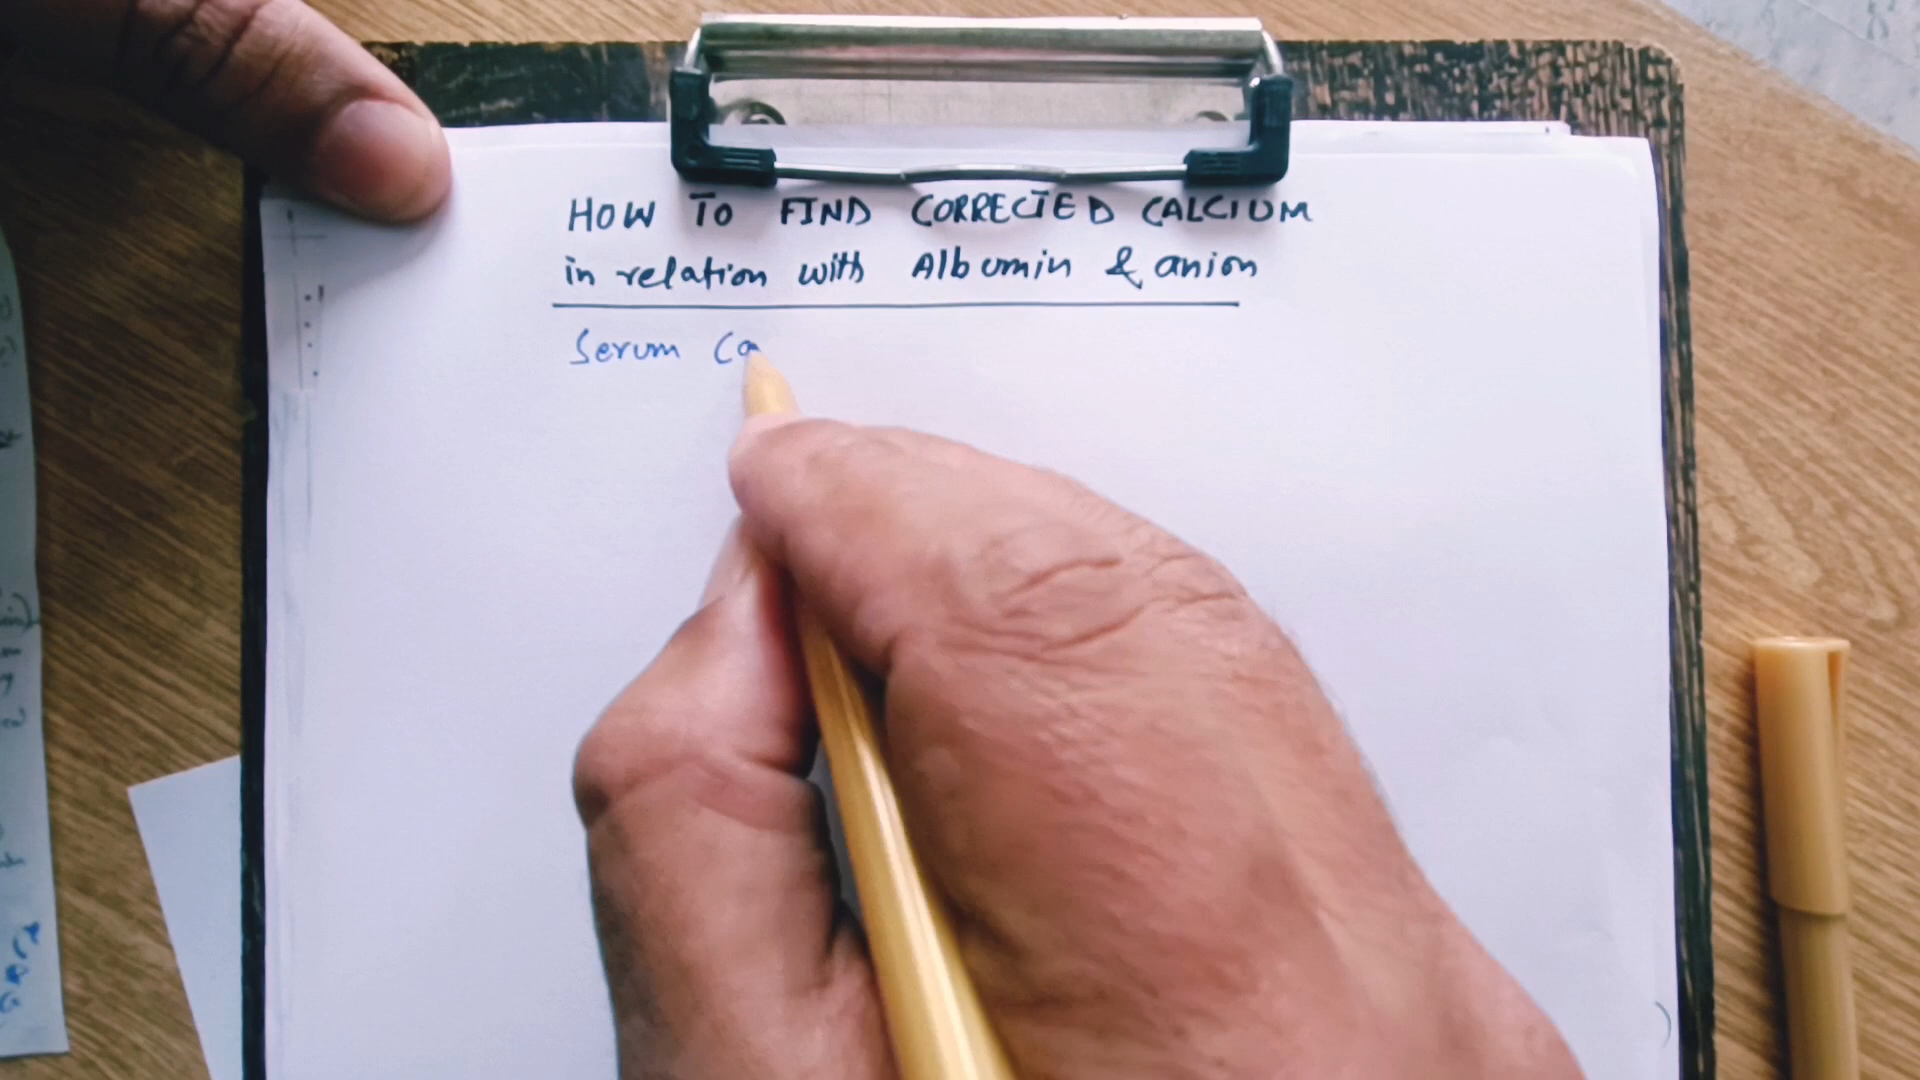 HOW TO FIND CORRECTED CALCIUM
in relation with Albumin & anion
Serum Ca